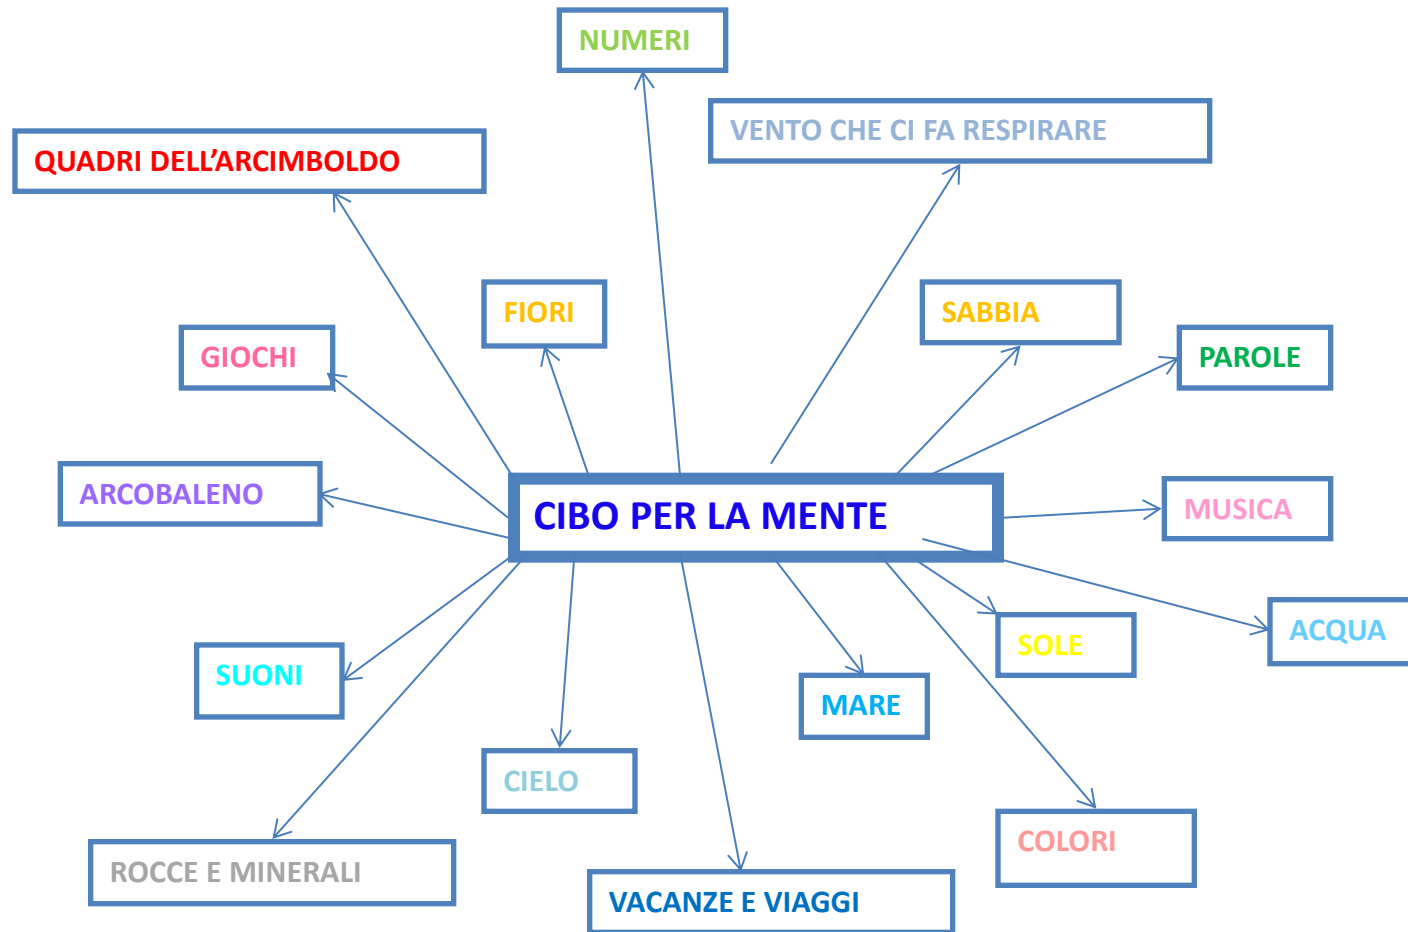 NUMERI
VENTO CHE CI FA RESPIRARE
QUADRI DELL’ARCIMBOLDO
FIORI
SABBIA
GIOCHI
PAROLE
ARCOBALENO
CIBO PER LA MENTE
MUSICA
ACQUA
SOLE
SUONI
MARE
CIELO
COLORI
ROCCE E MINERALI
VACANZE E VIAGGI